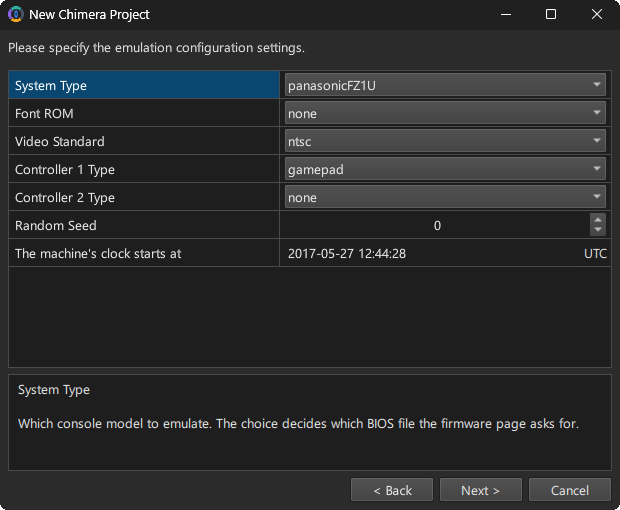 New Chimera Project
Please specify the emulation configuration settings.
System Type panasonicFZ1U
Font ROM none
Video Standard ntsc
Controller 1 Type gamepad
Controller 2 Type none
Random Seed 0
The machine's clock starts at 2017-05-27 12:44:28 UTC
System Type
Which console model to emulate. The choice decides which BIOS file the firmware page asks for.
< Back Next > Cancel